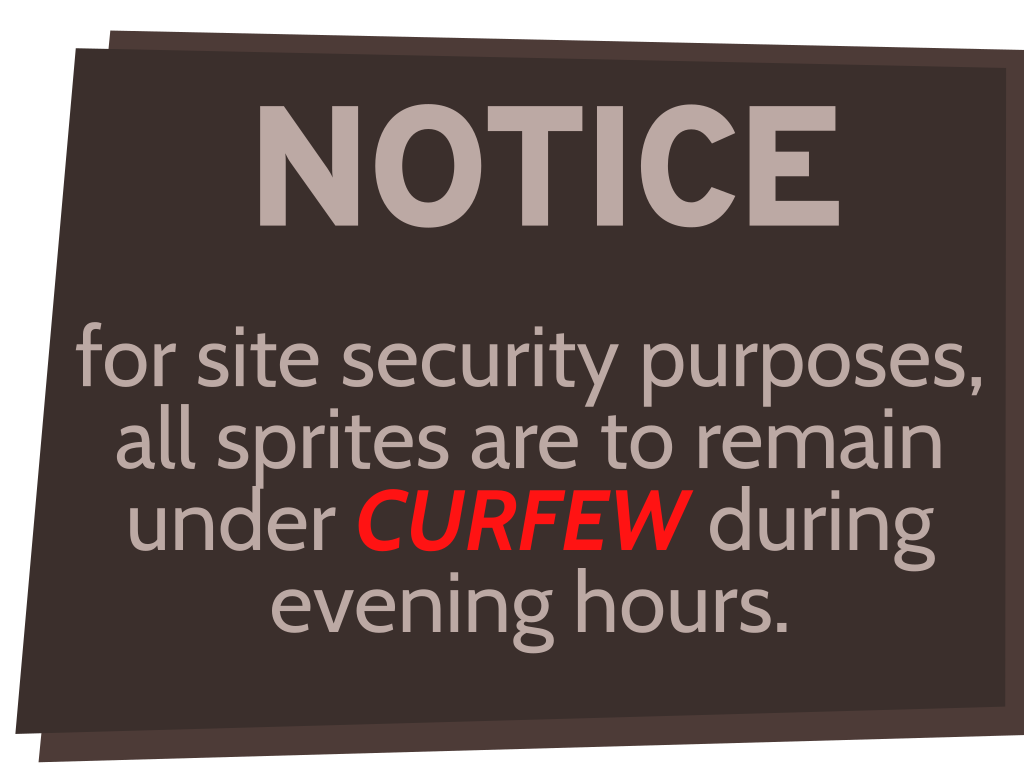 NOTICE
for site security purposes,
all sprites are to remain
under CURFEW during
evening hours.